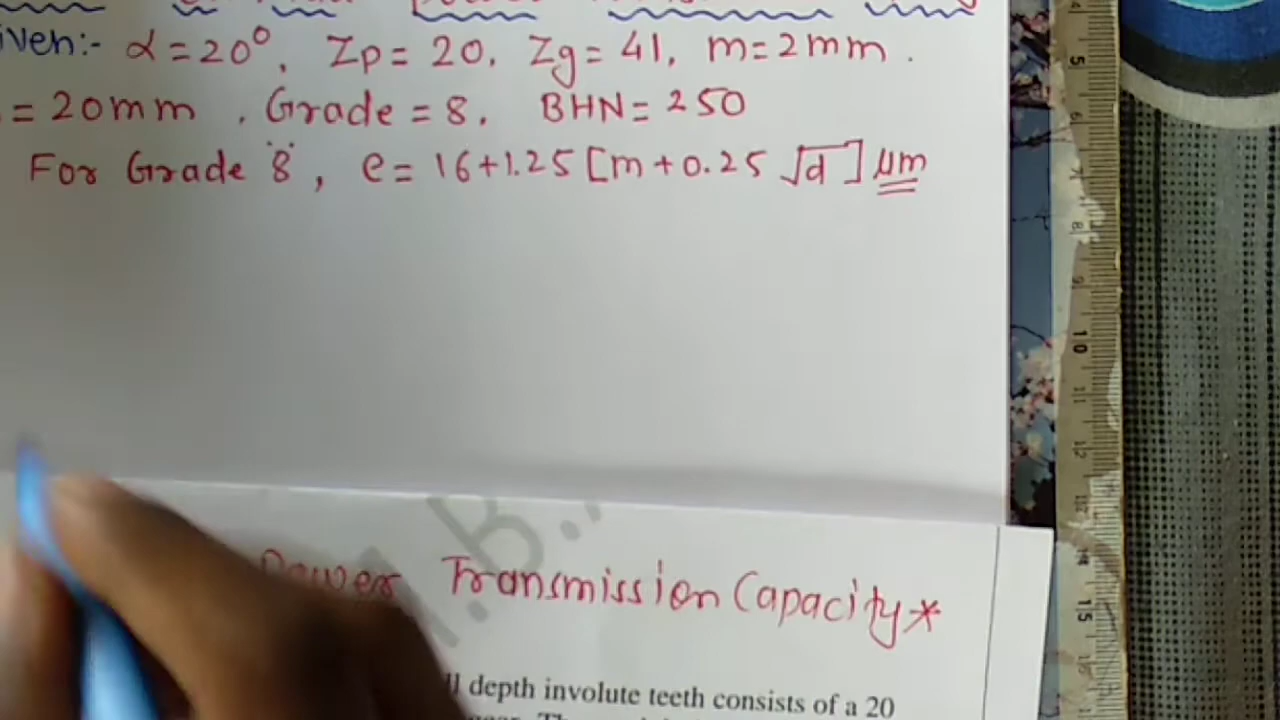 iven:- α = 20°, Zp = 20, Zg = 41, m = 2mm.
= 20mm, Grade = 8, BHN = 250
For Grade '8', e = 16 + 1.25 [m + 0.25 √d] μm
Power Transmission Capacity *
depth involute teeth consists of a 20